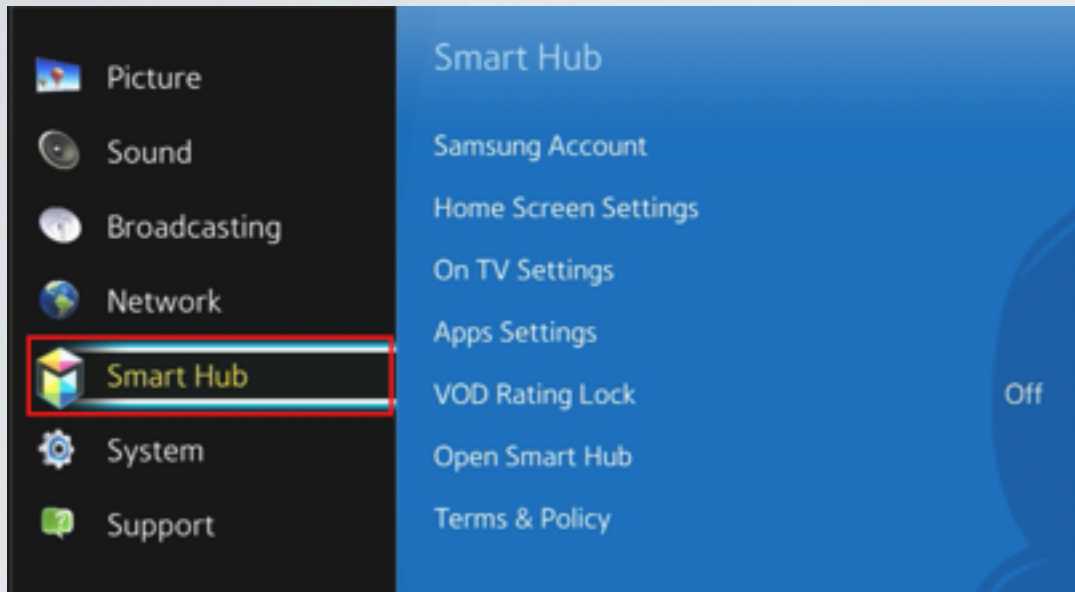 Picture
Sound
Broadcasting
Network
Smart Hub
System
Support
Smart Hub
Samsung Account
Home Screen Settings
On TV Settings
Apps Settings
VOD Rating Lock Off
Open Smart Hub
Terms & Policy